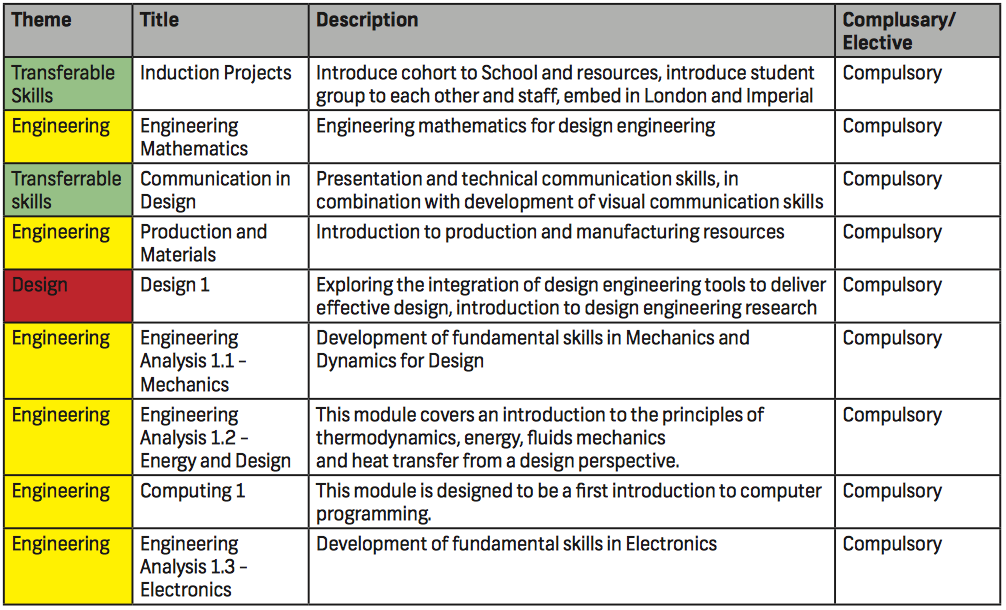 Theme Title Description Complusary/
Elective
Transferable Induction Projects Introduce cohort to School and resources, introduce student Compulsory
Skills group to each other and staff, embed in London and Imperial
Engineering Engineering Engineering mathematics for design engineering Compulsory
Mathematics
Transferrable Communication in Presentation and technical communication skills, in Compulsory
skills Design combination with development of visual communication skills
Engineering Production and Introduction to production and manufacturing resources Compulsory
Materials
Design Design 1 Exploring the integration of design engineering tools to deliver Compulsory
effective design, introduction to design engineering research
Engineering Engineering Development of fundamental skills in Mechanics and Compulsory
Analysis 1.1 – Dynamics for Design
Mechanics
Engineering Engineering This module covers an introduction to the principles of Compulsory
Analysis 1.2 – thermodynamics, energy, fluids mechanics
Energy and Design and heat transfer from a design perspective.
Engineering Computing 1 This module is designed to be a first introduction to computer Compulsory
programming.
Engineering Engineering Development of fundamental skills in Electronics Compulsory
Analysis 1.3 –
Electronics